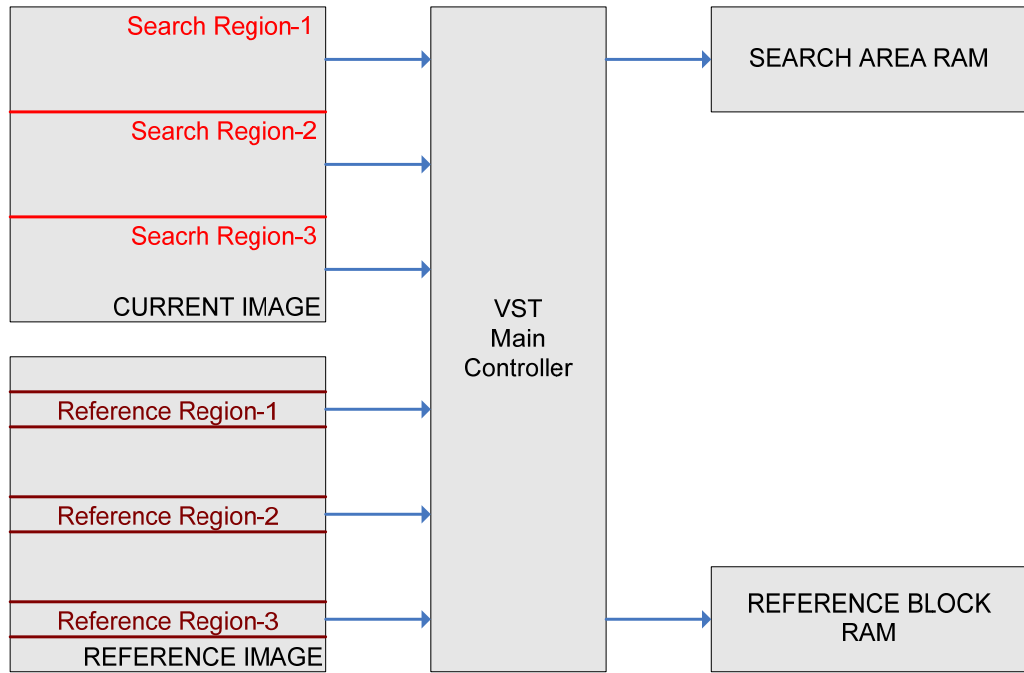 Search Region-1
Search Region-2
Seacrh Region-3
CURRENT IMAGE
Reference Region-1
Reference Region-2
Reference Region-3
REFERENCE IMAGE
VST
Main
Controller
SEARCH AREA RAM
REFERENCE BLOCK
RAM